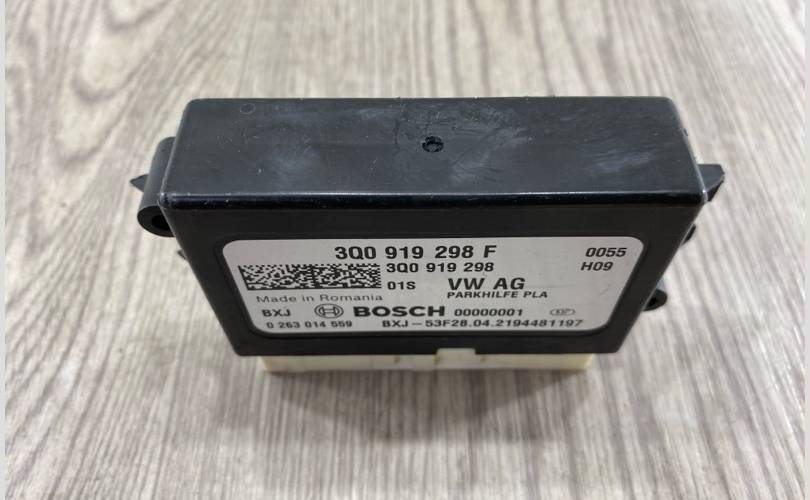 3Q0 919 298 F 0055
3Q0 919 298 H09
01S VW AG
PARKHILFE PLA
Made in Romania
BXJ BOSCH 00000001
0 263 014 559 BXJ-53F28.04.2194481197